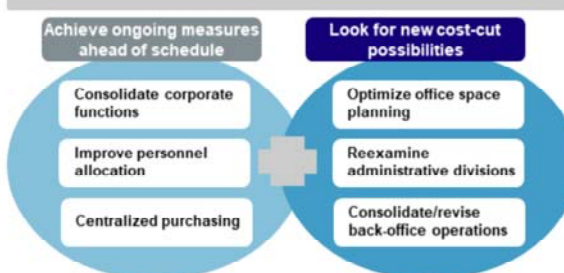 Achieve ongoing measures
ahead of schedule
Look for new cost-cut
possibilities
Consolidate corporate
functions
Improve personnel
allocation
Centralized purchasing
Optimize office space
planning
Reexamine
administrative divisions
Consolidate/revise
back-office operations